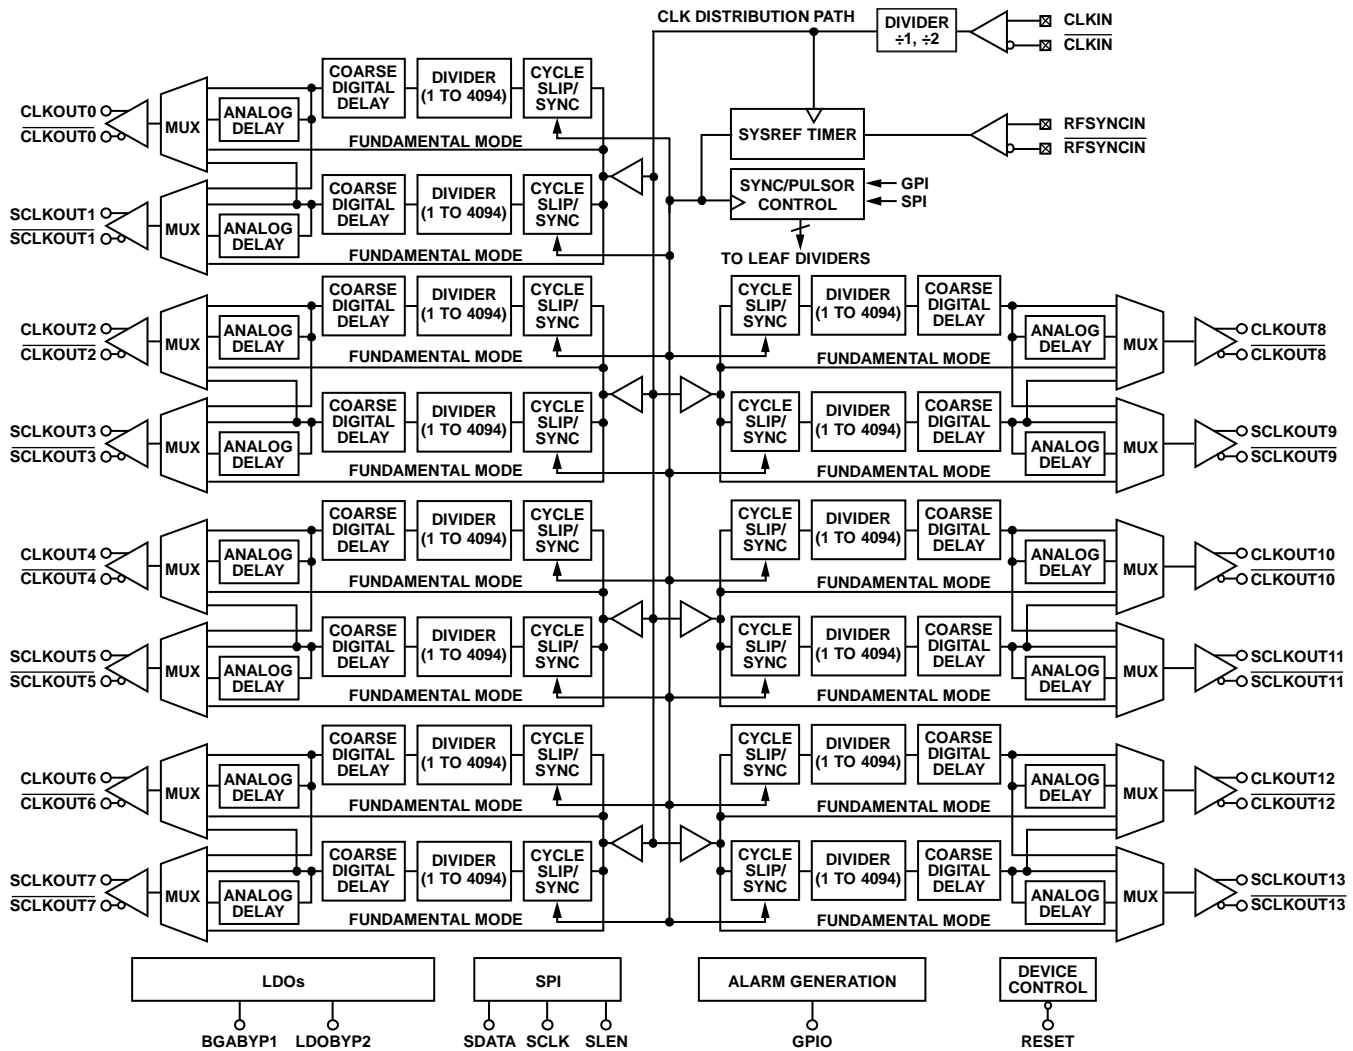 CLK DISTRIBUTION PATH
DIVIDER
÷1, ÷2
CLKIN
CLKIN
SYSREF TIMER
RFSYNCIN
RFSYNCIN
SYNC/PULSOR
CONTROL
GPI
SPI
TO LEAF DIVIDERS
CLKOUT0
CLKOUT0
MUX
ANALOG
DELAY
COARSE
DIGITAL
DELAY
DIVIDER
(1 TO 4094)
CYCLE
SLIP/
SYNC
FUNDAMENTAL MODE
SCLKOUT1
SCLKOUT1
MUX
ANALOG
DELAY
COARSE
DIGITAL
DELAY
DIVIDER
(1 TO 4094)
CYCLE
SLIP/
SYNC
FUNDAMENTAL MODE
CLKOUT2
CLKOUT2
MUX
ANALOG
DELAY
COARSE
DIGITAL
DELAY
DIVIDER
(1 TO 4094)
CYCLE
SLIP/
SYNC
FUNDAMENTAL MODE
CYCLE
SLIP/
SYNC
DIVIDER
(1 TO 4094)
COARSE
DIGITAL
DELAY
ANALOG
DELAY
MUX
CLKOUT8
CLKOUT8
FUNDAMENTAL MODE
SCLKOUT3
SCLKOUT3
MUX
ANALOG
DELAY
COARSE
DIGITAL
DELAY
DIVIDER
(1 TO 4094)
CYCLE
SLIP/
SYNC
FUNDAMENTAL MODE
CYCLE
SLIP/
SYNC
DIVIDER
(1 TO 4094)
COARSE
DIGITAL
DELAY
ANALOG
DELAY
MUX
SCLKOUT9
SCLKOUT9
FUNDAMENTAL MODE
CLKOUT4
CLKOUT4
MUX
ANALOG
DELAY
COARSE
DIGITAL
DELAY
DIVIDER
(1 TO 4094)
CYCLE
SLIP/
SYNC
FUNDAMENTAL MODE
CYCLE
SLIP/
SYNC
DIVIDER
(1 TO 4094)
COARSE
DIGITAL
DELAY
ANALOG
DELAY
MUX
CLKOUT10
CLKOUT10
FUNDAMENTAL MODE
SCLKOUT5
SCLKOUT5
MUX
ANALOG
DELAY
COARSE
DIGITAL
DELAY
DIVIDER
(1 TO 4094)
CYCLE
SLIP/
SYNC
FUNDAMENTAL MODE
CYCLE
SLIP/
SYNC
DIVIDER
(1 TO 4094)
COARSE
DIGITAL
DELAY
ANALOG
DELAY
MUX
SCLKOUT11
SCLKOUT11
FUNDAMENTAL MODE
CLKOUT6
CLKOUT6
MUX
ANALOG
DELAY
COARSE
DIGITAL
DELAY
DIVIDER
(1 TO 4094)
CYCLE
SLIP/
SYNC
FUNDAMENTAL MODE
CYCLE
SLIP/
SYNC
DIVIDER
(1 TO 4094)
COARSE
DIGITAL
DELAY
ANALOG
DELAY
MUX
CLKOUT12
CLKOUT12
FUNDAMENTAL MODE
SCLKOUT7
SCLKOUT7
MUX
ANALOG
DELAY
COARSE
DIGITAL
DELAY
DIVIDER
(1 TO 4094)
CYCLE
SLIP/
SYNC
FUNDAMENTAL MODE
CYCLE
SLIP/
SYNC
DIVIDER
(1 TO 4094)
COARSE
DIGITAL
DELAY
ANALOG
DELAY
MUX
SCLKOUT13
SCLKOUT13
FUNDAMENTAL MODE
LDOs
BGABYP1 LDOBYP2
SPI
SDATA SCLK SLEN
ALARM GENERATION
GPIO
DEVICE
CONTROL
RESET